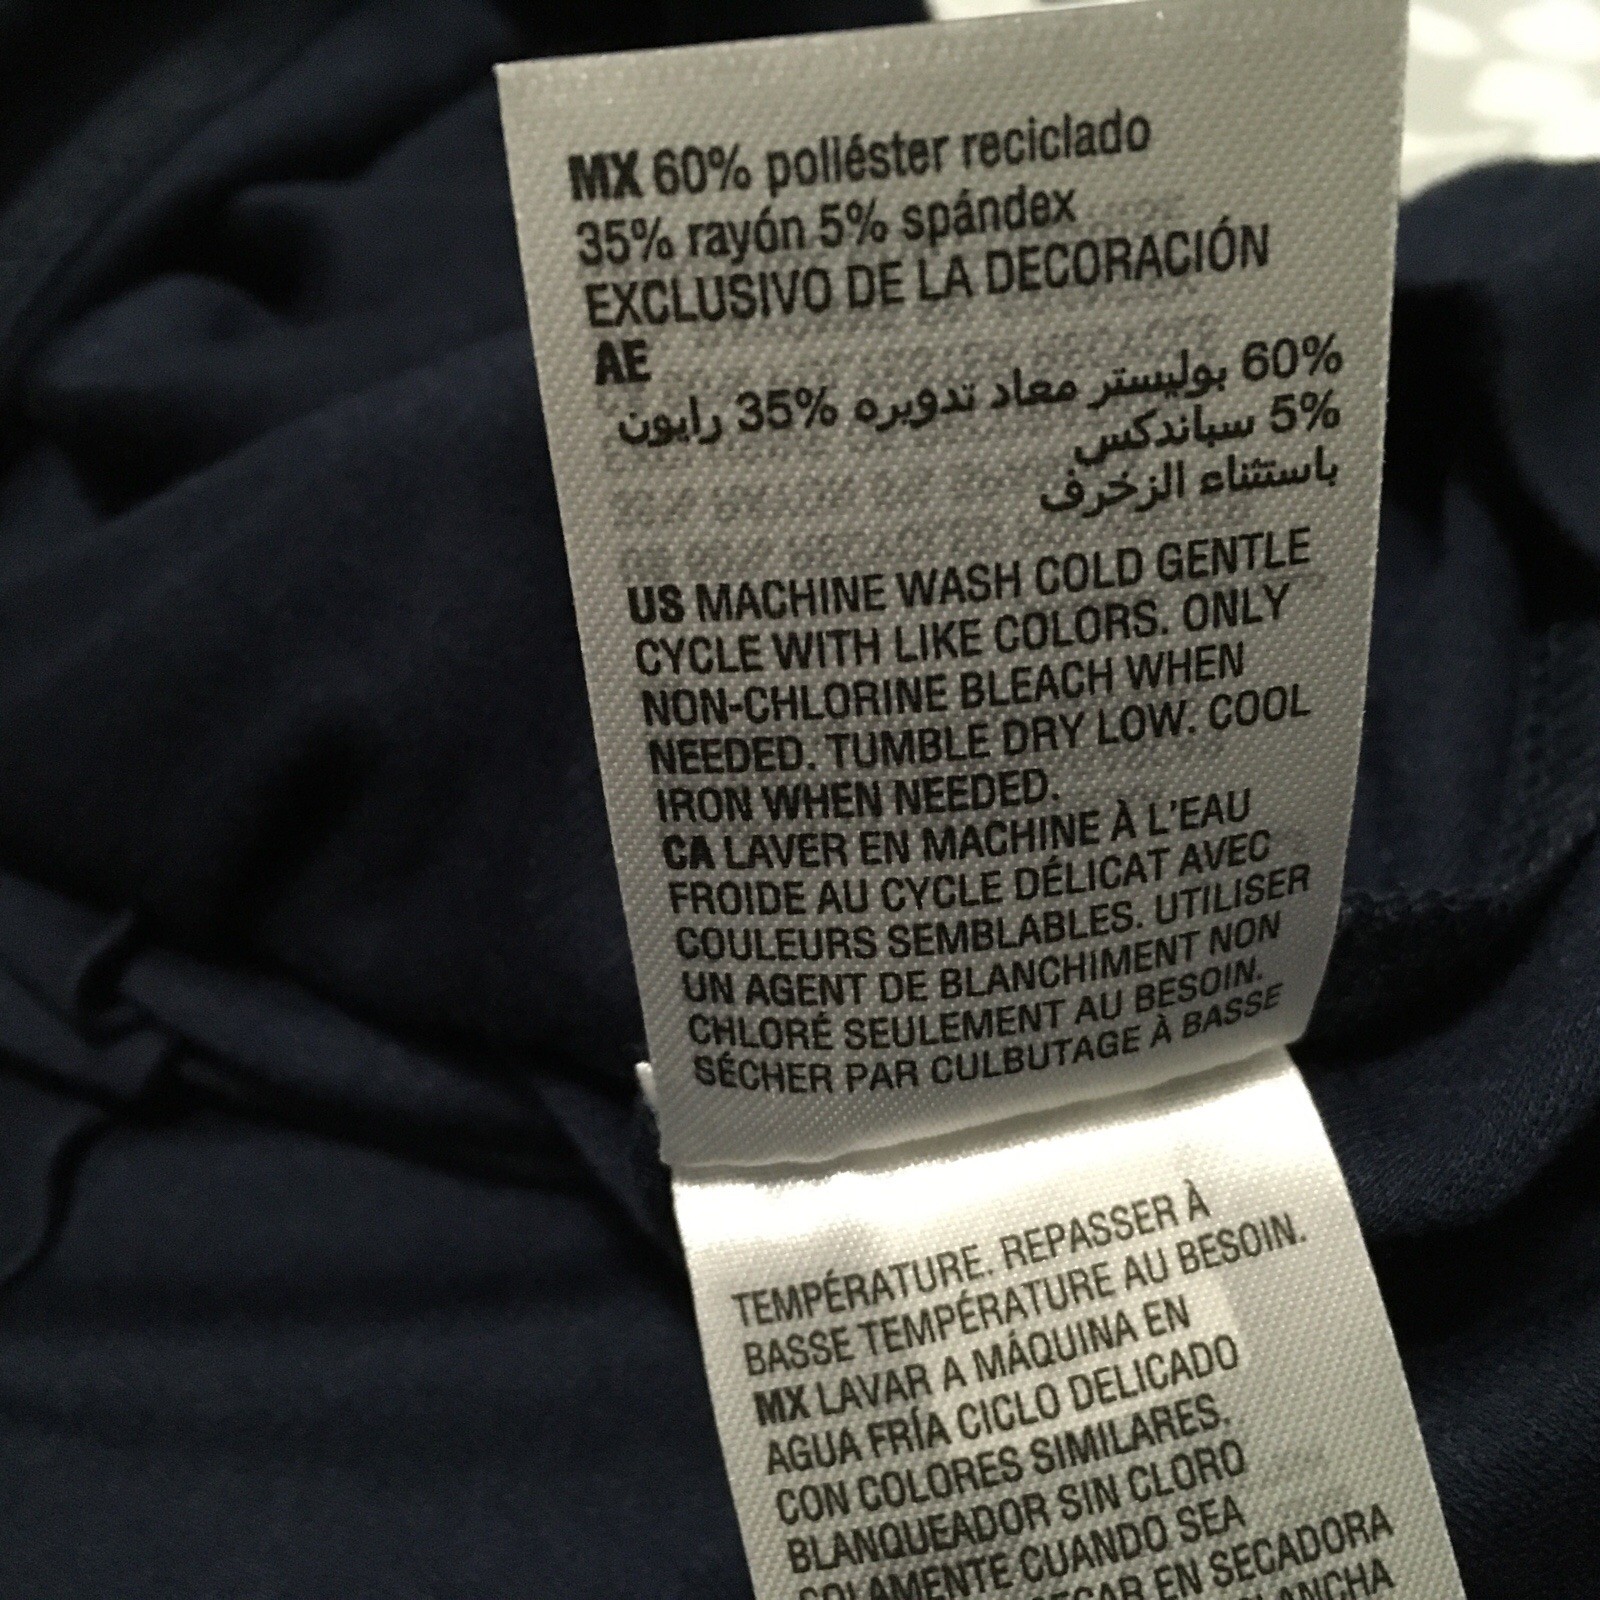 MX 60% poliéster reciclado
35% rayón 5% spándex
EXCLUSIVO DE LA DECORACIÓN
AE
60% بوليستر معاد تدويره 35% رايون
5% سباندكس
باستثناء الزخرف
US MACHINE WASH COLD GENTLE
CYCLE WITH LIKE COLORS. ONLY
NON-CHLORINE BLEACH WHEN
NEEDED. TUMBLE DRY LOW. COOL
IRON WHEN NEEDED.
CA LAVER EN MACHINE À L'EAU
FROIDE AU CYCLE DÉLICAT AVEC
COULEURS SEMBLABLES. UTILISER
UN AGENT DE BLANCHIMENT NON
CHLORÉ SEULEMENT AU BESOIN.
SÉCHER PAR CULBUTAGE À BASSE
TEMPÉRATURE. REPASSER À
BASSE TEMPÉRATURE AU BESOIN.
MX LAVAR A MÁQUINA EN
AGUA FRÍA CICLO DELICADO
CON COLORES SIMILARES.
BLANQUEADOR SIN CLORO
SOLAMENTE CUANDO SEA
EN SECADORA